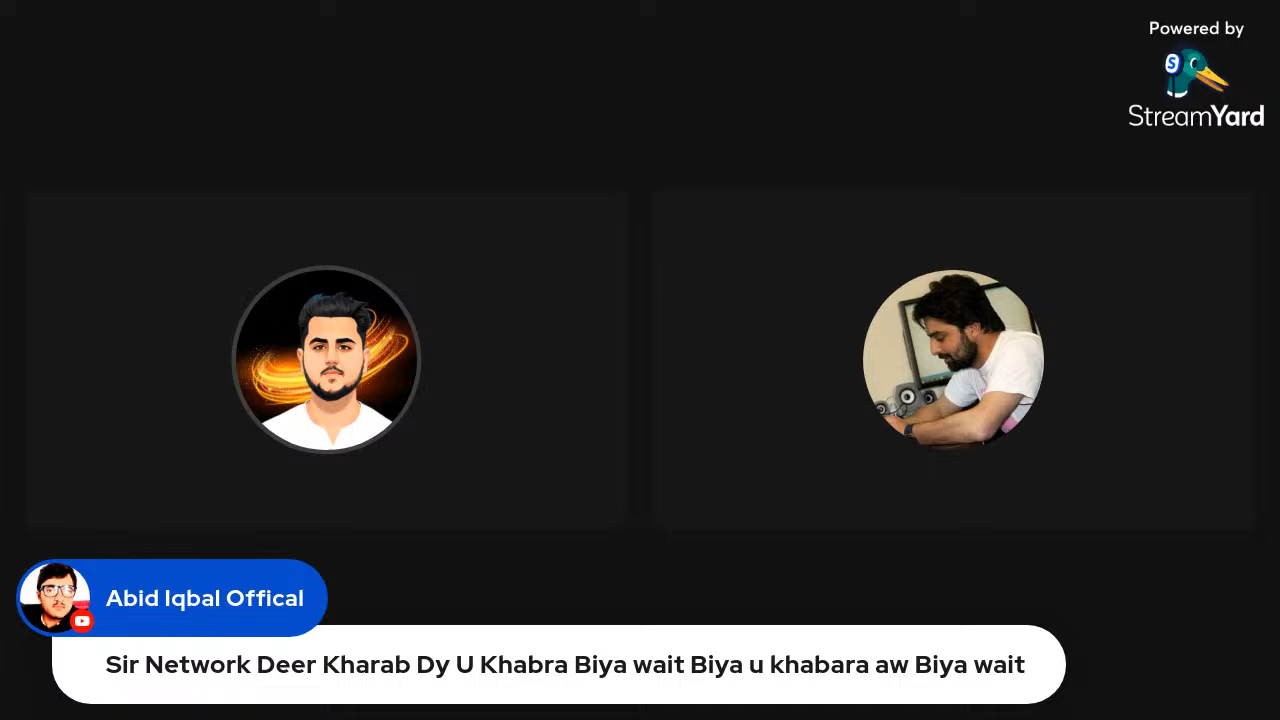 Powered by
S
StreamYard
Abid Iqbal Offical
Sir Network Deer Kharab Dy U Khabra Biya wait Biya u khabara aw Biya wait